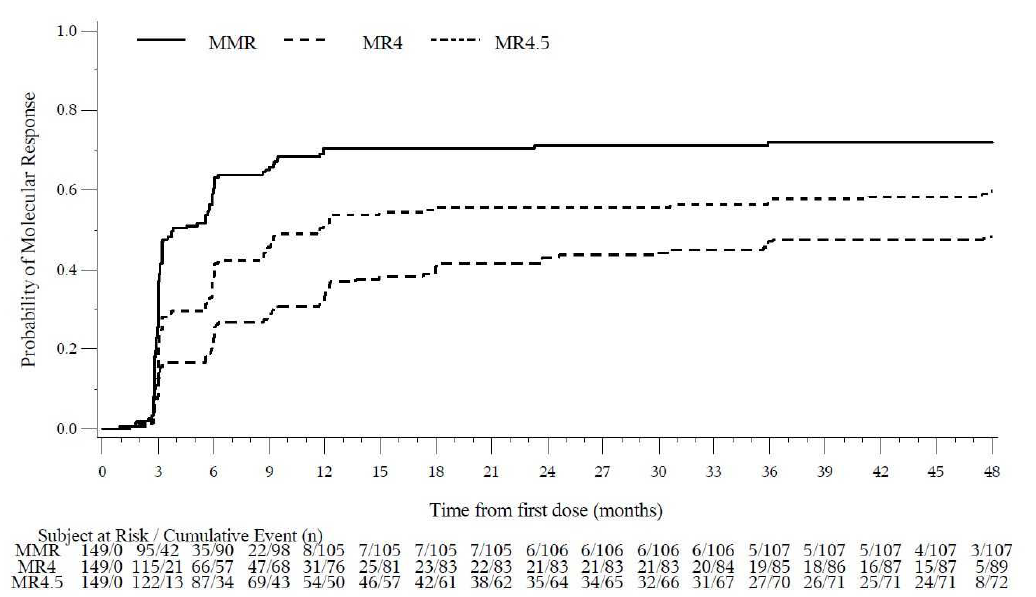 1.0
MMR MR4 MR4.5
0.8
0.6
0.4
0.2
0.0
Probability of Molecular Response
0 3 6 9 12 15 18 21 24 27 30 33 36 39 42 45 48
Time from first dose (months)
Subject at Risk / Cumulative Event (n)
MMR 149/0 95/42 35/90 22/98 8/105 7/105 7/105 7/105 6/106 6/106 6/106 6/106 5/107 5/107 5/107 4/107 3/107
MR4 149/0 115/21 66/57 47/68 31/76 25/81 23/83 22/83 21/83 21/83 21/83 20/84 19/85 18/86 16/87 15/87 5/89
MR4.5 149/0 122/13 87/34 69/43 54/50 46/57 42/61 38/62 35/64 34/65 32/66 31/67 27/70 26/71 25/71 24/71 8/72